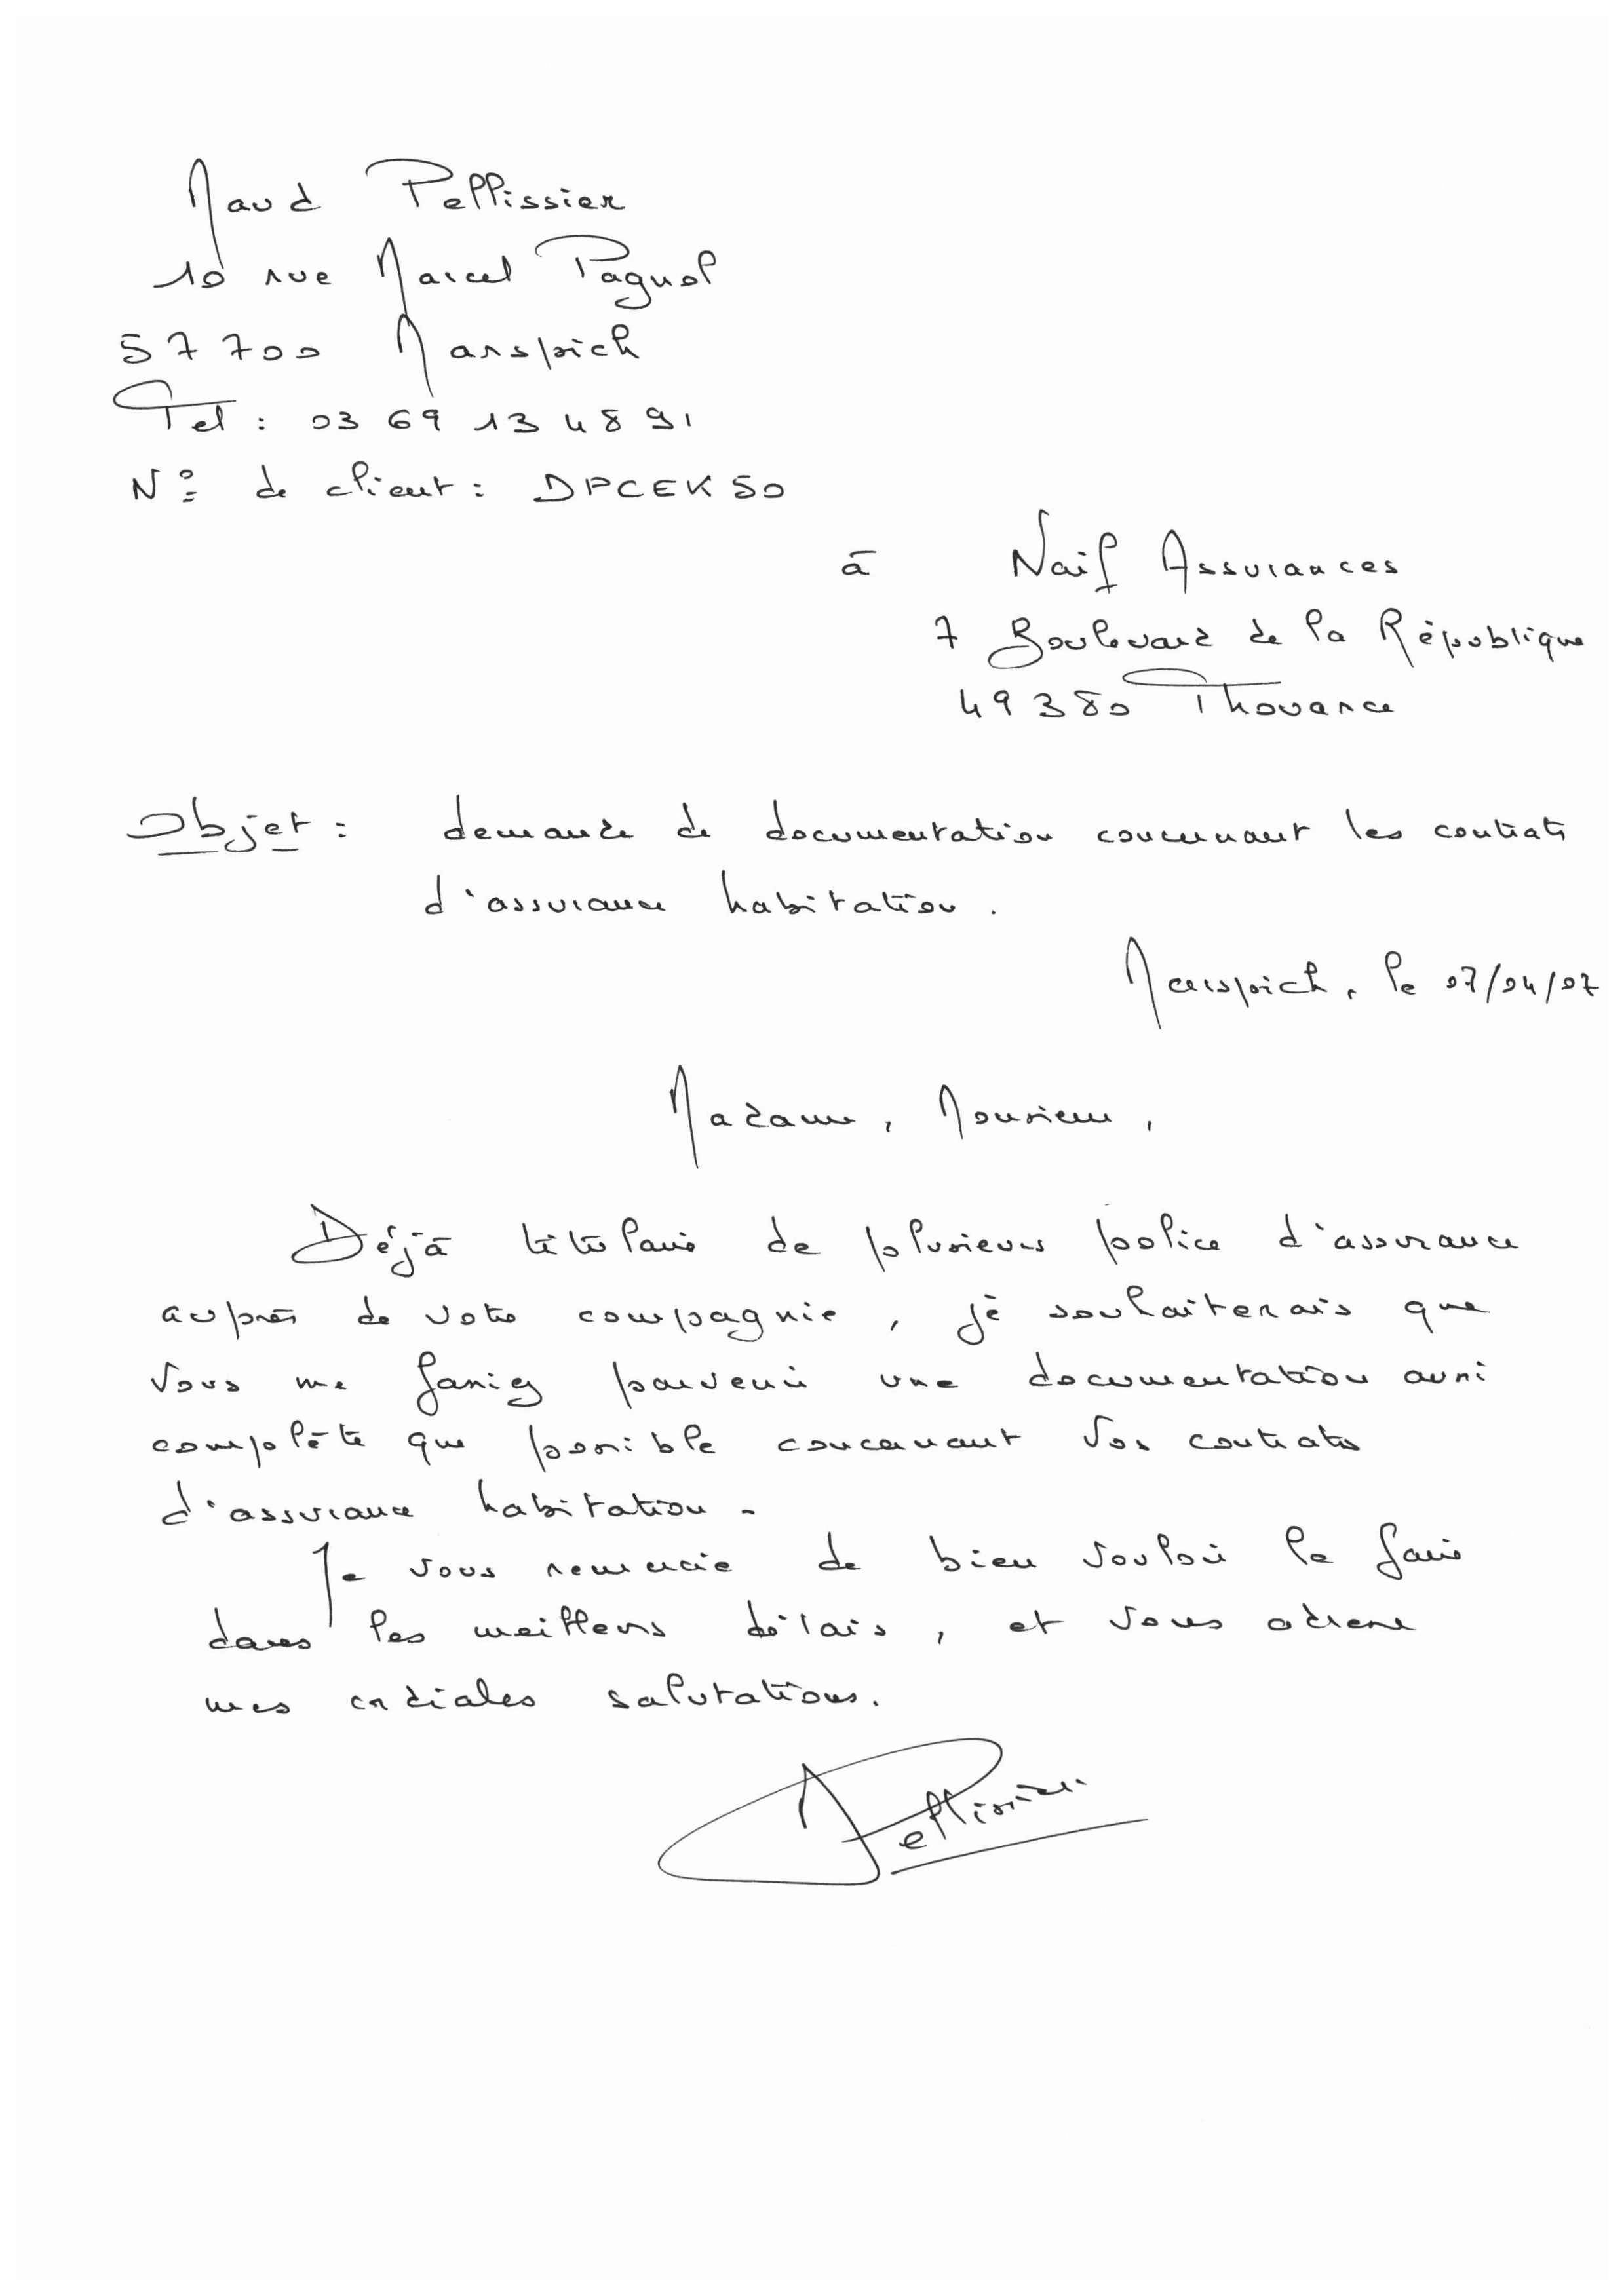 Maud Pellissier
10 rue Marcel Pagnol
57700 Marspich
Tel : 03 69 13 48 91
N° de client : DPCEK50
à Naif Assurances
7 Boulevard de la République
49380 Thouarce
Objet : demande de documentation concernant les contrats
d'assurance habitation.
Marspich, le 07/04/07
Madame, Monsieur,
Déjà titulaire de plusieurs police d'assurance
auprès de votre compagnie, je souhaiterais que
vous me fassiez parvenir une documentation aussi
complète que possible concernant vos contrats
d'assurance habitation.
Je vous remercie de bien vouloir le faire
dans les meilleurs délais, et vous adresse
mes cordiales salutations.
Pellissier